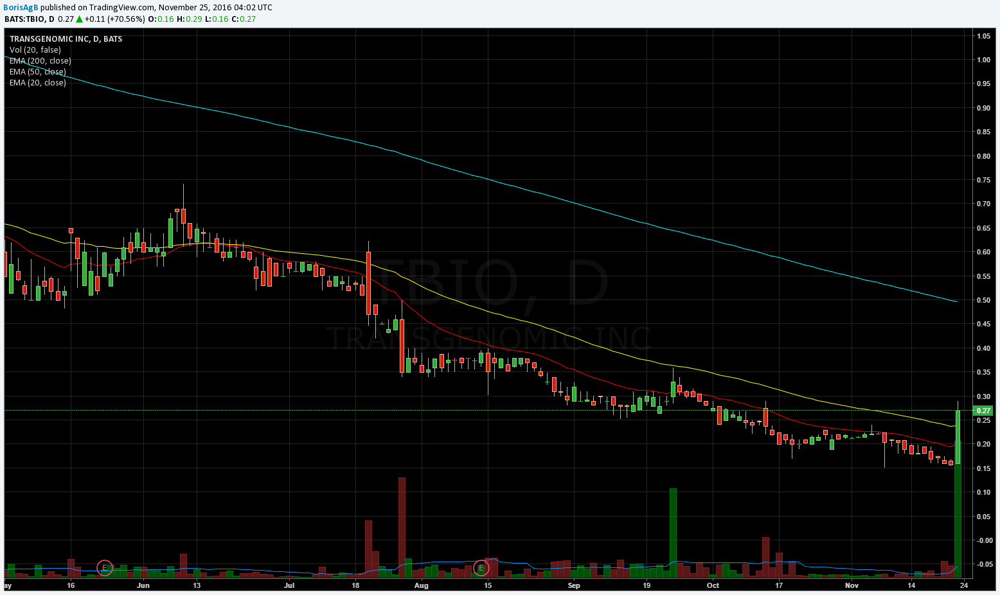 BorisAgB published on TradingView.com, November 25, 2016 04:02 UTC
BATS:TBIO, D 0.27 ▲ +0.11 (+70.56%) O:0.16 H:0.29 L:0.16 C:0.27
TRANSGENOMIC INC, D, BATS
Vol (20, false)
EMA (200, close)
EMA (50, close)
EMA (20, close)
TBIO, D
TRANSGENOMIC INC
1.05
1.00
0.95
0.90
0.85
0.80
0.75
0.70
0.65
0.60
0.55
0.50
0.45
0.40
0.35
0.30
0.27
0.25
0.20
0.15
0.10
0.05
-0.00
-0.05
E E
ay 16 Jun 13 Jul 18 Aug 15 Sep 19 Oct 17 Nov 14 24